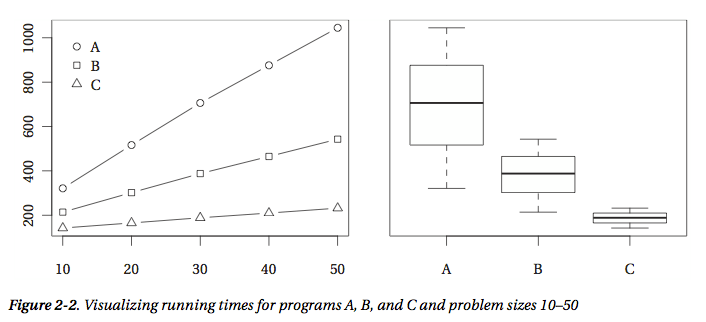 1000
800
600
400
200
A
B
C
10 20 30 40 50
A B C
Figure 2-2. Visualizing running times for programs A, B, and C and problem sizes 10–50